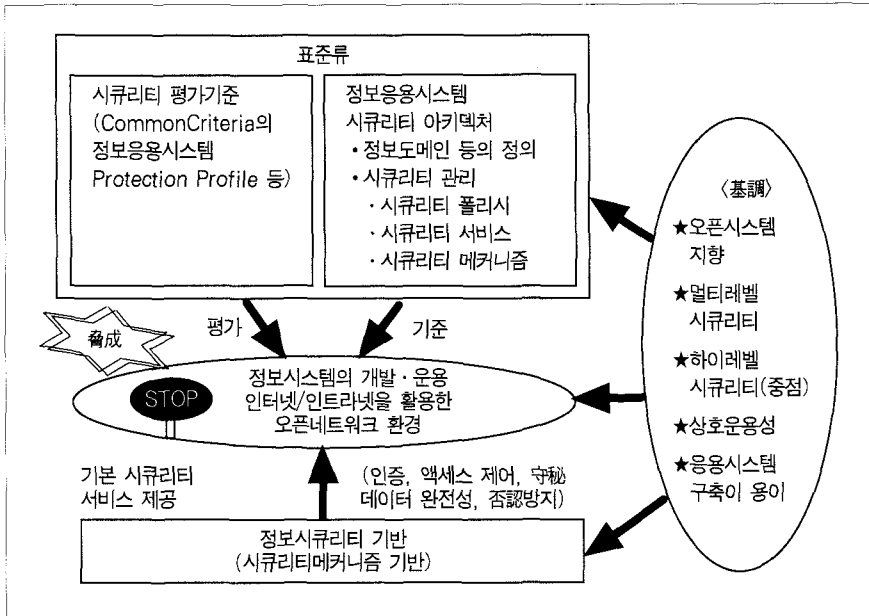 표준류
시큐리티 평가기준
(CommonCriteria의
정보응용시스템
Protection Profile 등)
정보응용시스템
시큐리티 아키텍처
•정보도메인 등의 정의
•시큐리티 관리
·시큐리티 폴리시
·시큐리티 서비스
·시큐리티 메커니즘
〈基調〉
★오픈시스템
지향
★멀티레벨
시큐리티
★하이레벨
시큐리티(중점)
★상호운용성
★응용시스템
구축이 용이
평가
기준
脅成
STOP
정보시스템의 개발·운용
인터넷/인트라넷을 활용한
오픈네트워크 환경
기본 시큐리티
서비스 제공
(인증, 액세스 제어, 守秘
데이터 완전성, 否認방지)
정보시큐리티 기반
(시큐리티메커니즘 기반)